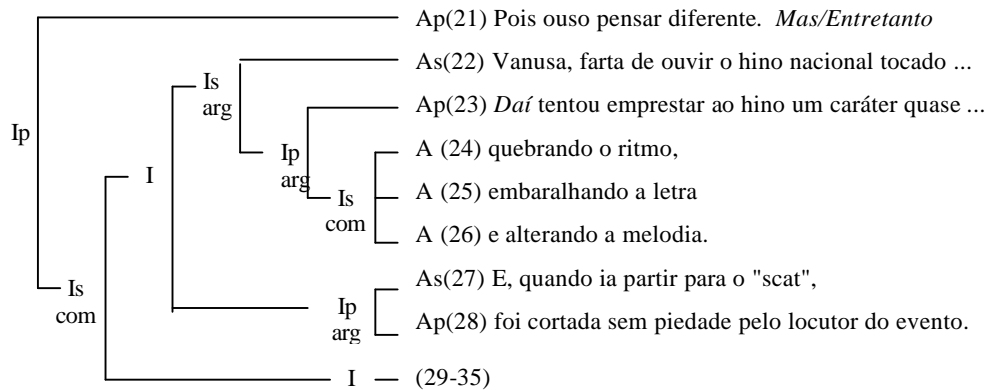 Ap(21) Pois ouso pensar diferente. Mas/Entretanto
As(22) Vanusa, farta de ouvir o hino nacional tocado ...
Is
arg
Ap(23) Daí tentou emprestar ao hino um caráter quase ...
Ip
Ip
arg
A (24) quebrando o ritmo,
I
A (25) embaralhando a letra
Is
com
A (26) e alterando a melodia.
As(27) E, quando ia partir para o "scat",
Is
com
Ip
arg
Ap(28) foi cortada sem piedade pelo locutor do evento.
I
(29-35)